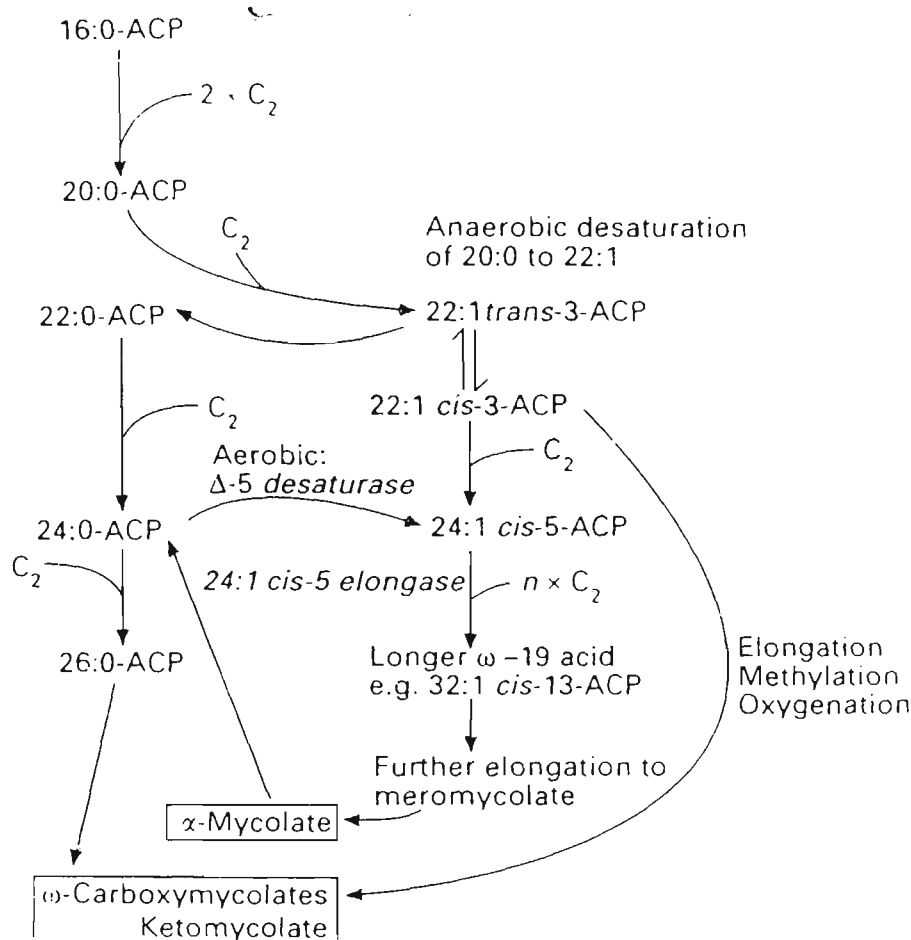 16:0-ACP
2 × C₂
20:0-ACP
C₂
Anaerobic desaturation
of 20:0 to 22:1
22:0-ACP
22:1 trans-3-ACP
22:1 cis-3-ACP
C₂
C₂
Aerobic:
Δ-5 desaturase
24:0-ACP
24:1 cis-5-ACP
C₂
24:1 cis-5 elongase
n × C₂
26:0-ACP
Longer ω -19 acid
e.g. 32:1 cis-13-ACP
Elongation
Methylation
Oxygenation
Further elongation to
meromycolate
α-Mycolate
ω-Carboxymycolates
Ketomycolate